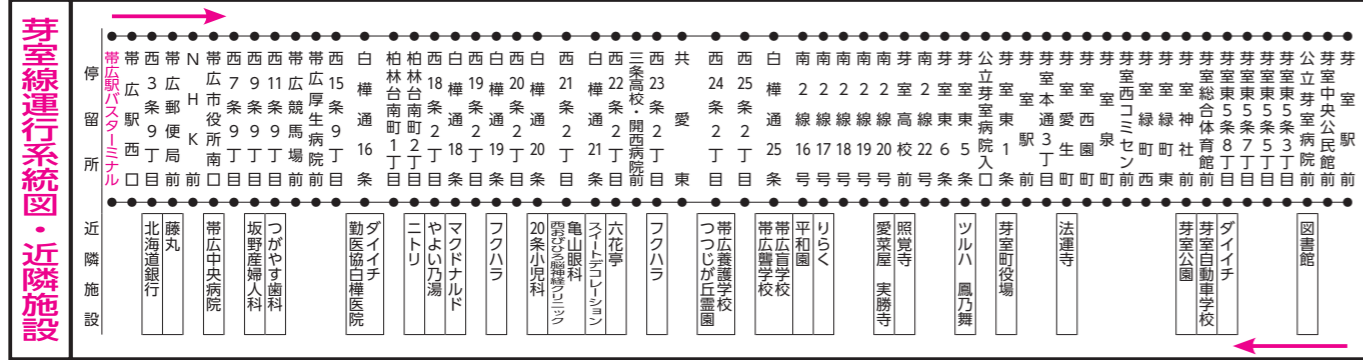 芽室線運行系統図・近隣施設
停留所
帯広駅バスターミナル
帯広駅西口
西3条9丁目
帯広郵便局前
NHK前
帯広市役所南口
西7条9丁目
西9条9丁目
西11条9丁目
帯広競馬場前
帯広厚生病院前
西15条9丁目
白樺通16条
柏林台南町1丁目
柏林台南町2丁目
西18条2丁目
白樺通18条
西19条2丁目
白樺通19条
西20条2丁目
白樺通20条
西21条2丁目
白樺通21条
西22条2丁目
三条高校・開西病院前
西23条2丁目
共愛東
西24条2丁目
西25条2丁目
白樺通25条
南2線16号
南2線17号
南2線18号
南2線19号
南2線20号
芽室高校前
南2線22号
芽室東6条
芽室東5条
公立芽室病院入口
芽室東1条
芽室駅前
芽室本通3丁目
芽室愛生町
芽室西園町
芽室泉町
芽室西コミセン前
芽室緑町西
芽室緑町東
芽室神社前
芽室総合体育館前
芽室東5条8丁目
芽室東5条7丁目
芽室東5条5丁目
芽室東5条3丁目
公立芽室病院前
芽室中央公民館前
芽室駅前
近隣施設
北海道銀行
藤丸
帯広中央病院
坂野産婦人科
つがやす歯科
勤医協白樺医院
ダイイチ
ニトリ
やよい乃湯
マクドナルド
フクハラ
20条小児科
西おびひろ脳神経クリニック
亀山眼科
スイートデコレーション
六花亭
フクハラ
つつじが丘霊園
帯広養護学校
帯広聾学校
帯広盲学校
平和園
りらく
愛菜屋 実勝寺
照覚寺
ツルハ 鳳乃舞
芽室町役場
法運寺
芽室公園
芽室自動車学校
ダイイチ
図書館